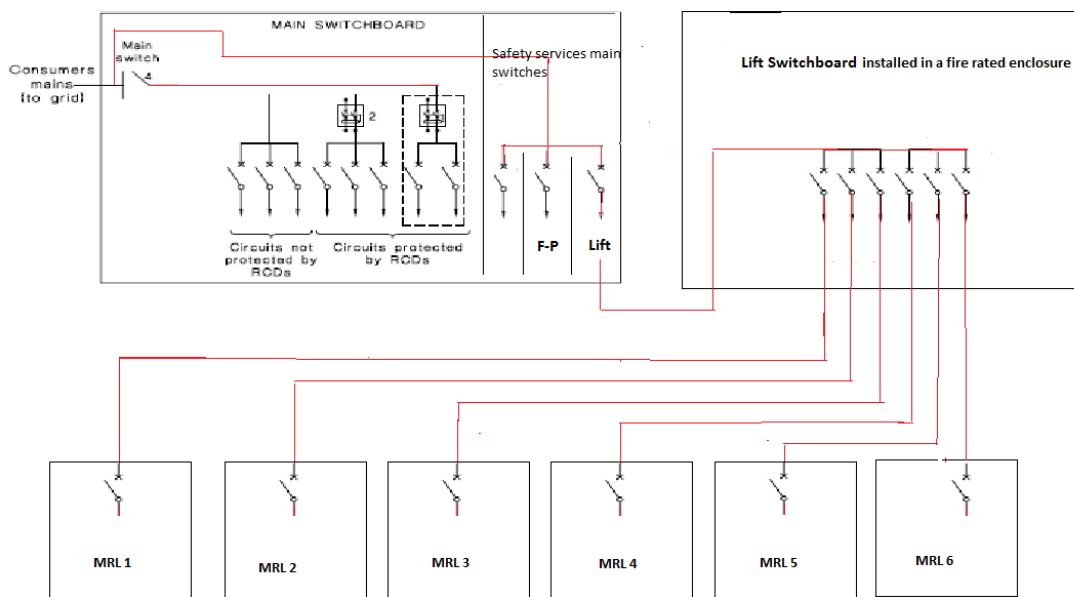 MAIN SWITCHBOARD
Main
switch
4
Consumers
mains
(to grid)
2
Circuits not
protected by
RCDs
Circuits protected
by RCDs
Safety services main
switches
F-P
Lift
Lift Switchboard installed in a fire rated enclosure
MRL 1
MRL 2
MRL 3
MRL 4
MRL 5
MRL 6